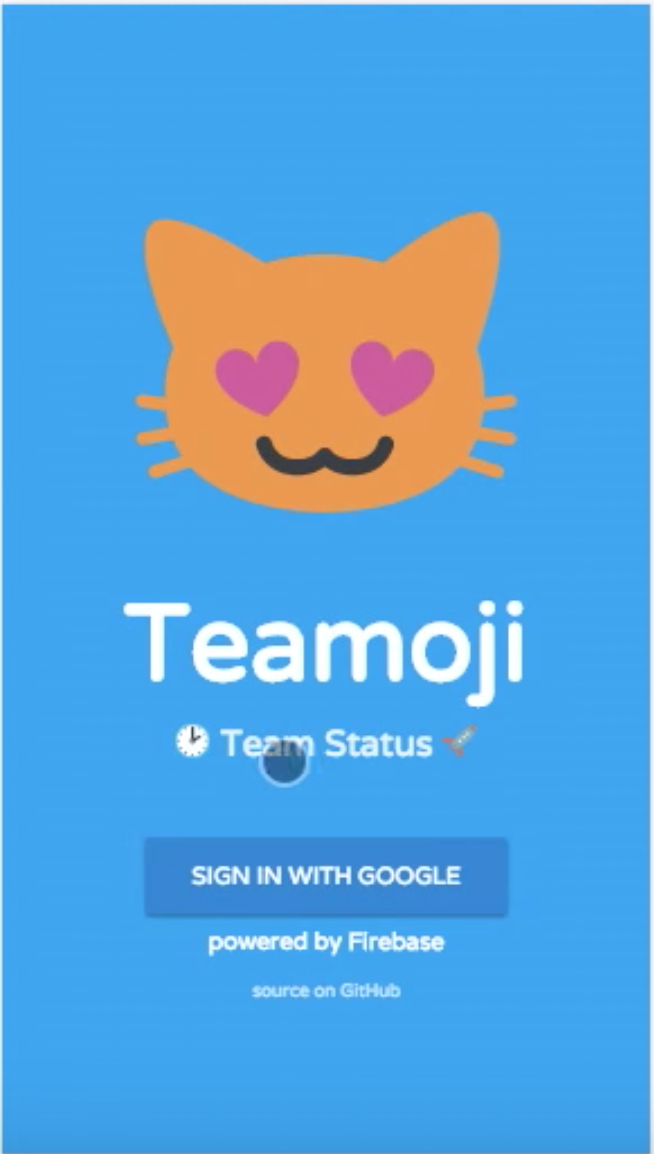 Teamoji
🕑 Team Status 🚀
SIGN IN WITH GOOGLE
powered by Firebase
source on GitHub